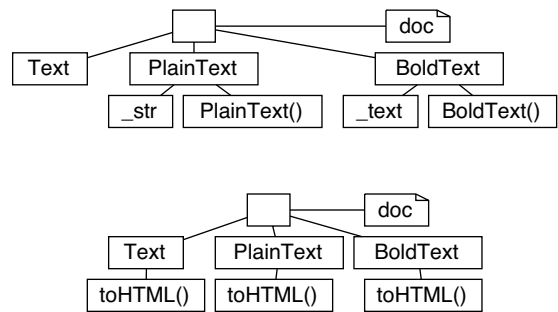 doc
Text PlainText BoldText
_str PlainText() _text BoldText()
doc
Text PlainText BoldText
toHTML() toHTML() toHTML()